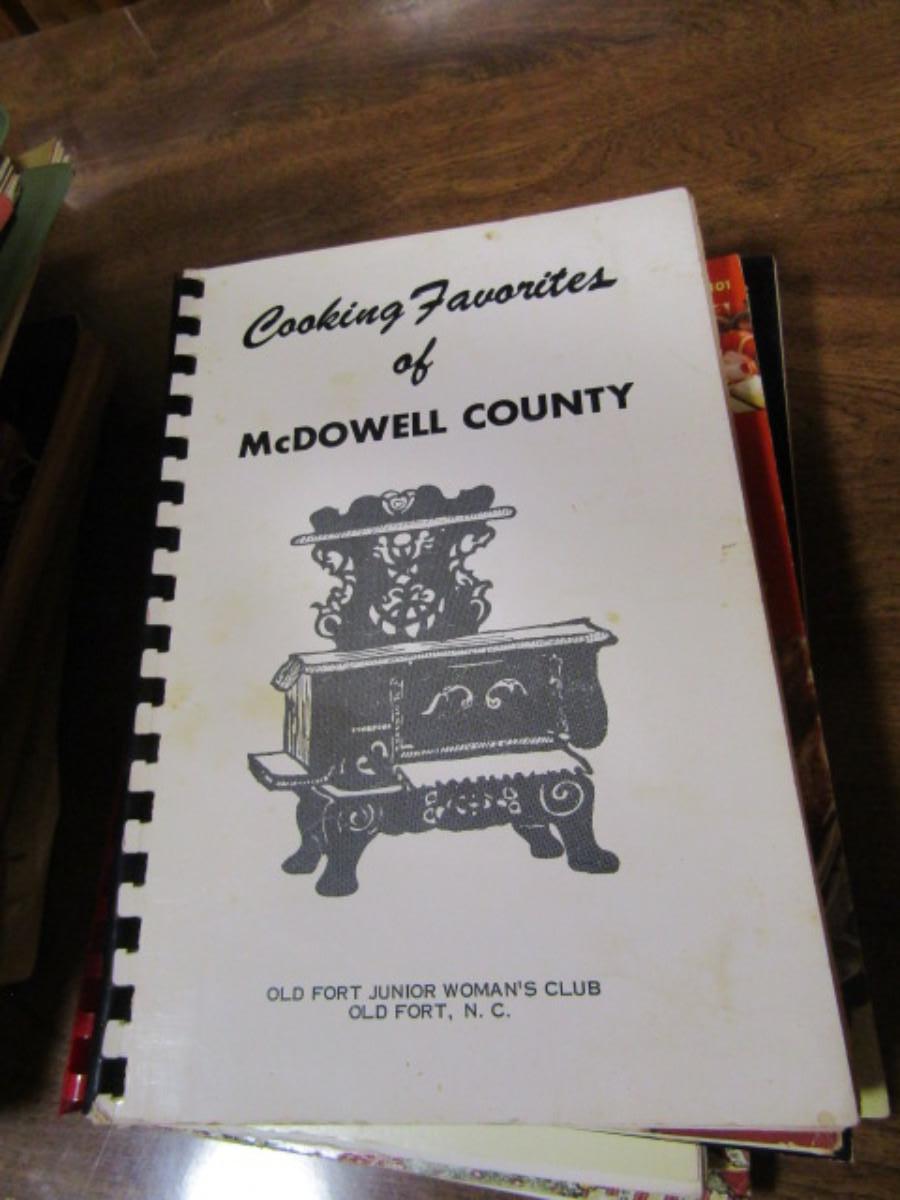 Cooking Favorites
of
McDOWELL COUNTY
OLD FORT JUNIOR WOMAN'S CLUB
OLD FORT, N. C.